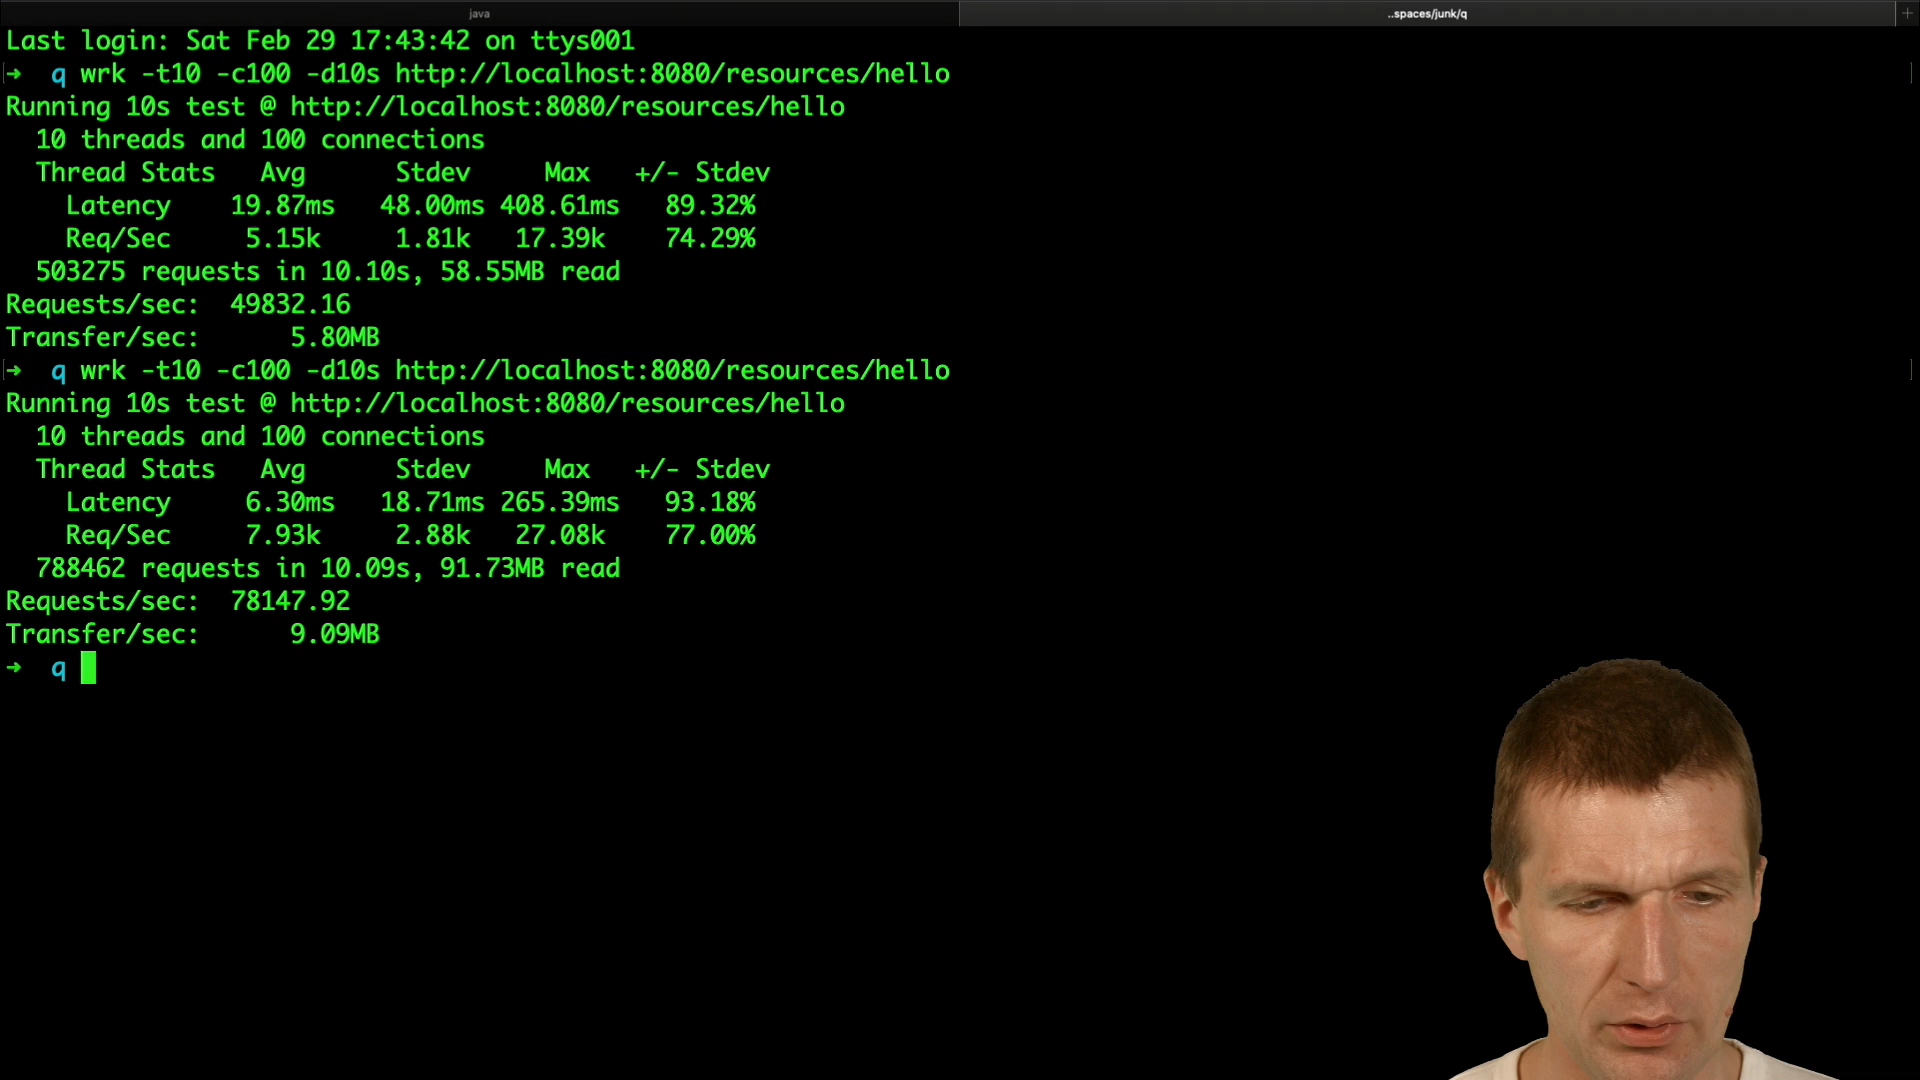 java
..spaces/junk/q
+
Last login: Sat Feb 29 17:43:42 on ttys001
→ q wrk -t10 -c100 -d10s http://localhost:8080/resources/hello
Running 10s test @ http://localhost:8080/resources/hello
10 threads and 100 connections
Thread Stats Avg Stdev Max +/- Stdev
Latency 19.87ms 48.00ms 408.61ms 89.32%
Req/Sec 5.15k 1.81k 17.39k 74.29%
503275 requests in 10.10s, 58.55MB read
Requests/sec: 49832.16
Transfer/sec: 5.80MB
→ q wrk -t10 -c100 -d10s http://localhost:8080/resources/hello
Running 10s test @ http://localhost:8080/resources/hello
10 threads and 100 connections
Thread Stats Avg Stdev Max +/- Stdev
Latency 6.30ms 18.71ms 265.39ms 93.18%
Req/Sec 7.93k 2.88k 27.08k 77.00%
788462 requests in 10.09s, 91.73MB read
Requests/sec: 78147.92
Transfer/sec: 9.09MB
→ q